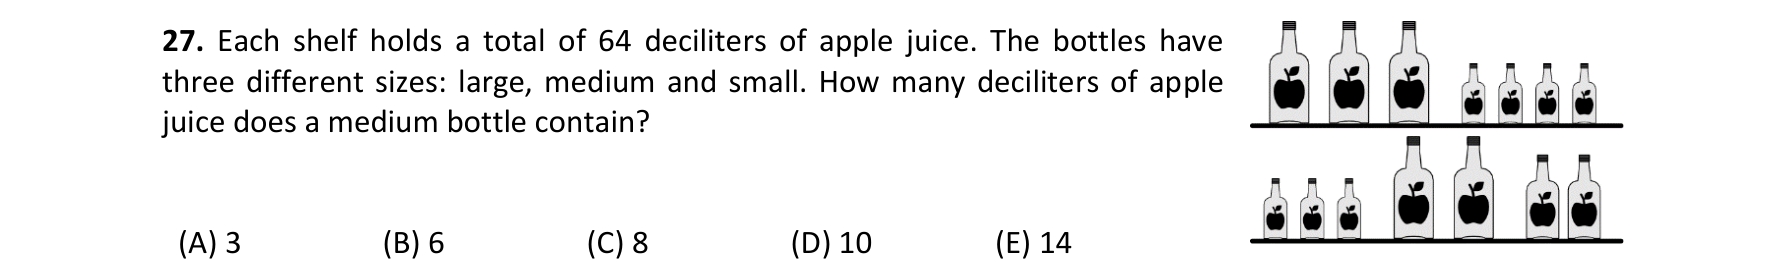 27. Each shelf holds a total of 64 deciliters of apple juice. The bottles have
three different sizes: large, medium and small. How many deciliters of apple
juice does a medium bottle contain?
(A) 3 (B) 6 (C) 8 (D) 10 (E) 14